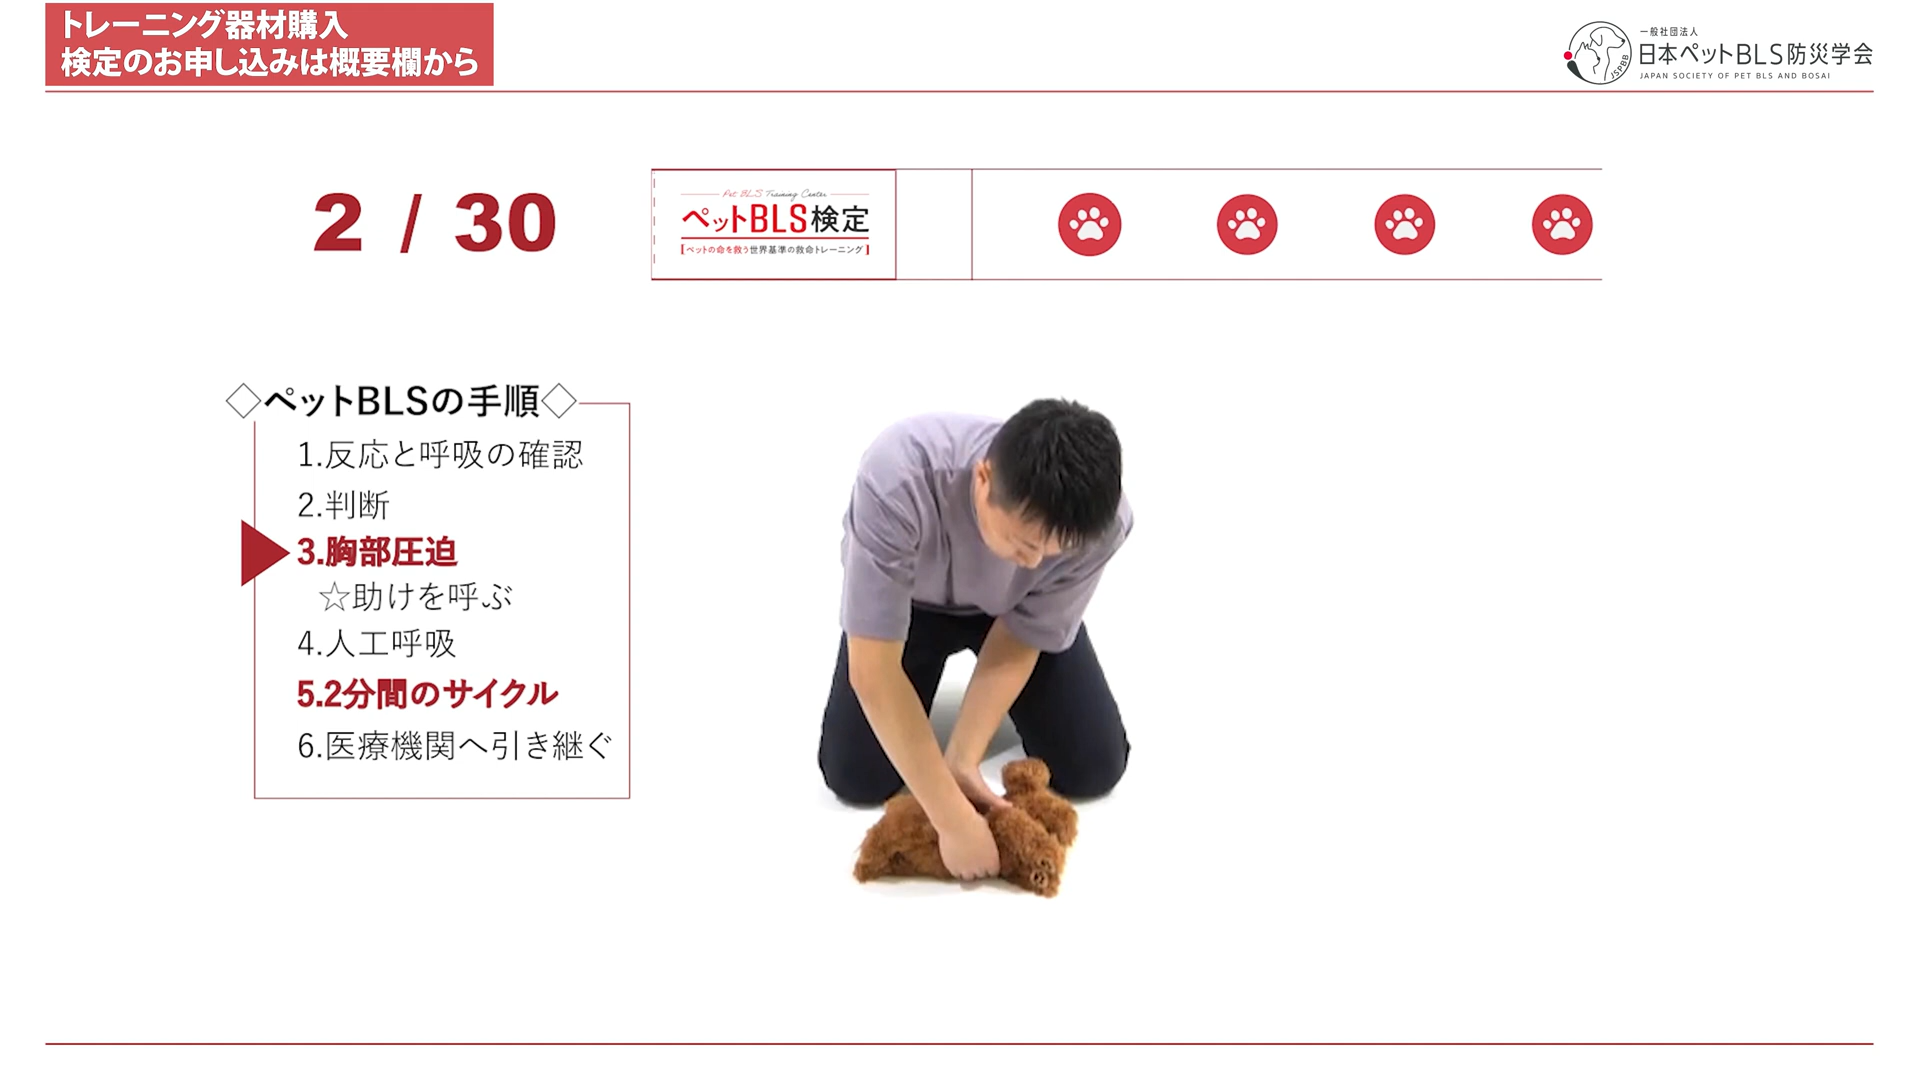 トレーニング器材購入
検定のお申し込みは概要欄から
一般社団法人
日本ペットBLS防災学会
JAPAN SOCIETY OF PET BLS AND BOSAI
JSPBB
2 / 30
Pet BLS Training Center
ペットBLS検定
【ペットの命を救う世界基準の救命トレーニング】
◇ペットBLSの手順◇
1.反応と呼吸の確認
2.判断
3.胸部圧迫
☆助けを呼ぶ
4.人工呼吸
5.2分間のサイクル
6.医療機関へ引き継ぐ